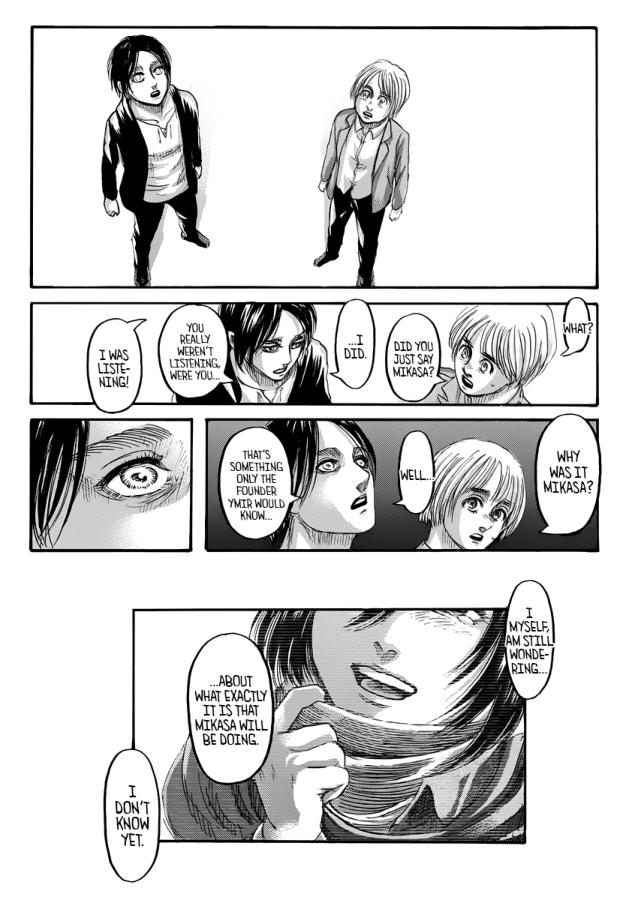 WHAT?
DID YOU
JUST SAY
MIKASA?
...I
DID.
YOU
REALLY
WEREN'T
LISTENING,
WERE YOU...
I WAS
LISTE-
NING!
WHY
WAS IT
MIKASA?
WELL...
THAT'S
SOMETHING
ONLY THE
FOUNDER
YMIR WOULD
KNOW...
I
MYSELF,
AM STILL
WONDE-
RING...
...ABOUT
WHAT EXACTLY
IT IS THAT
MIKASA WILL
BE DOING.
I
DON'T
KNOW
YET.